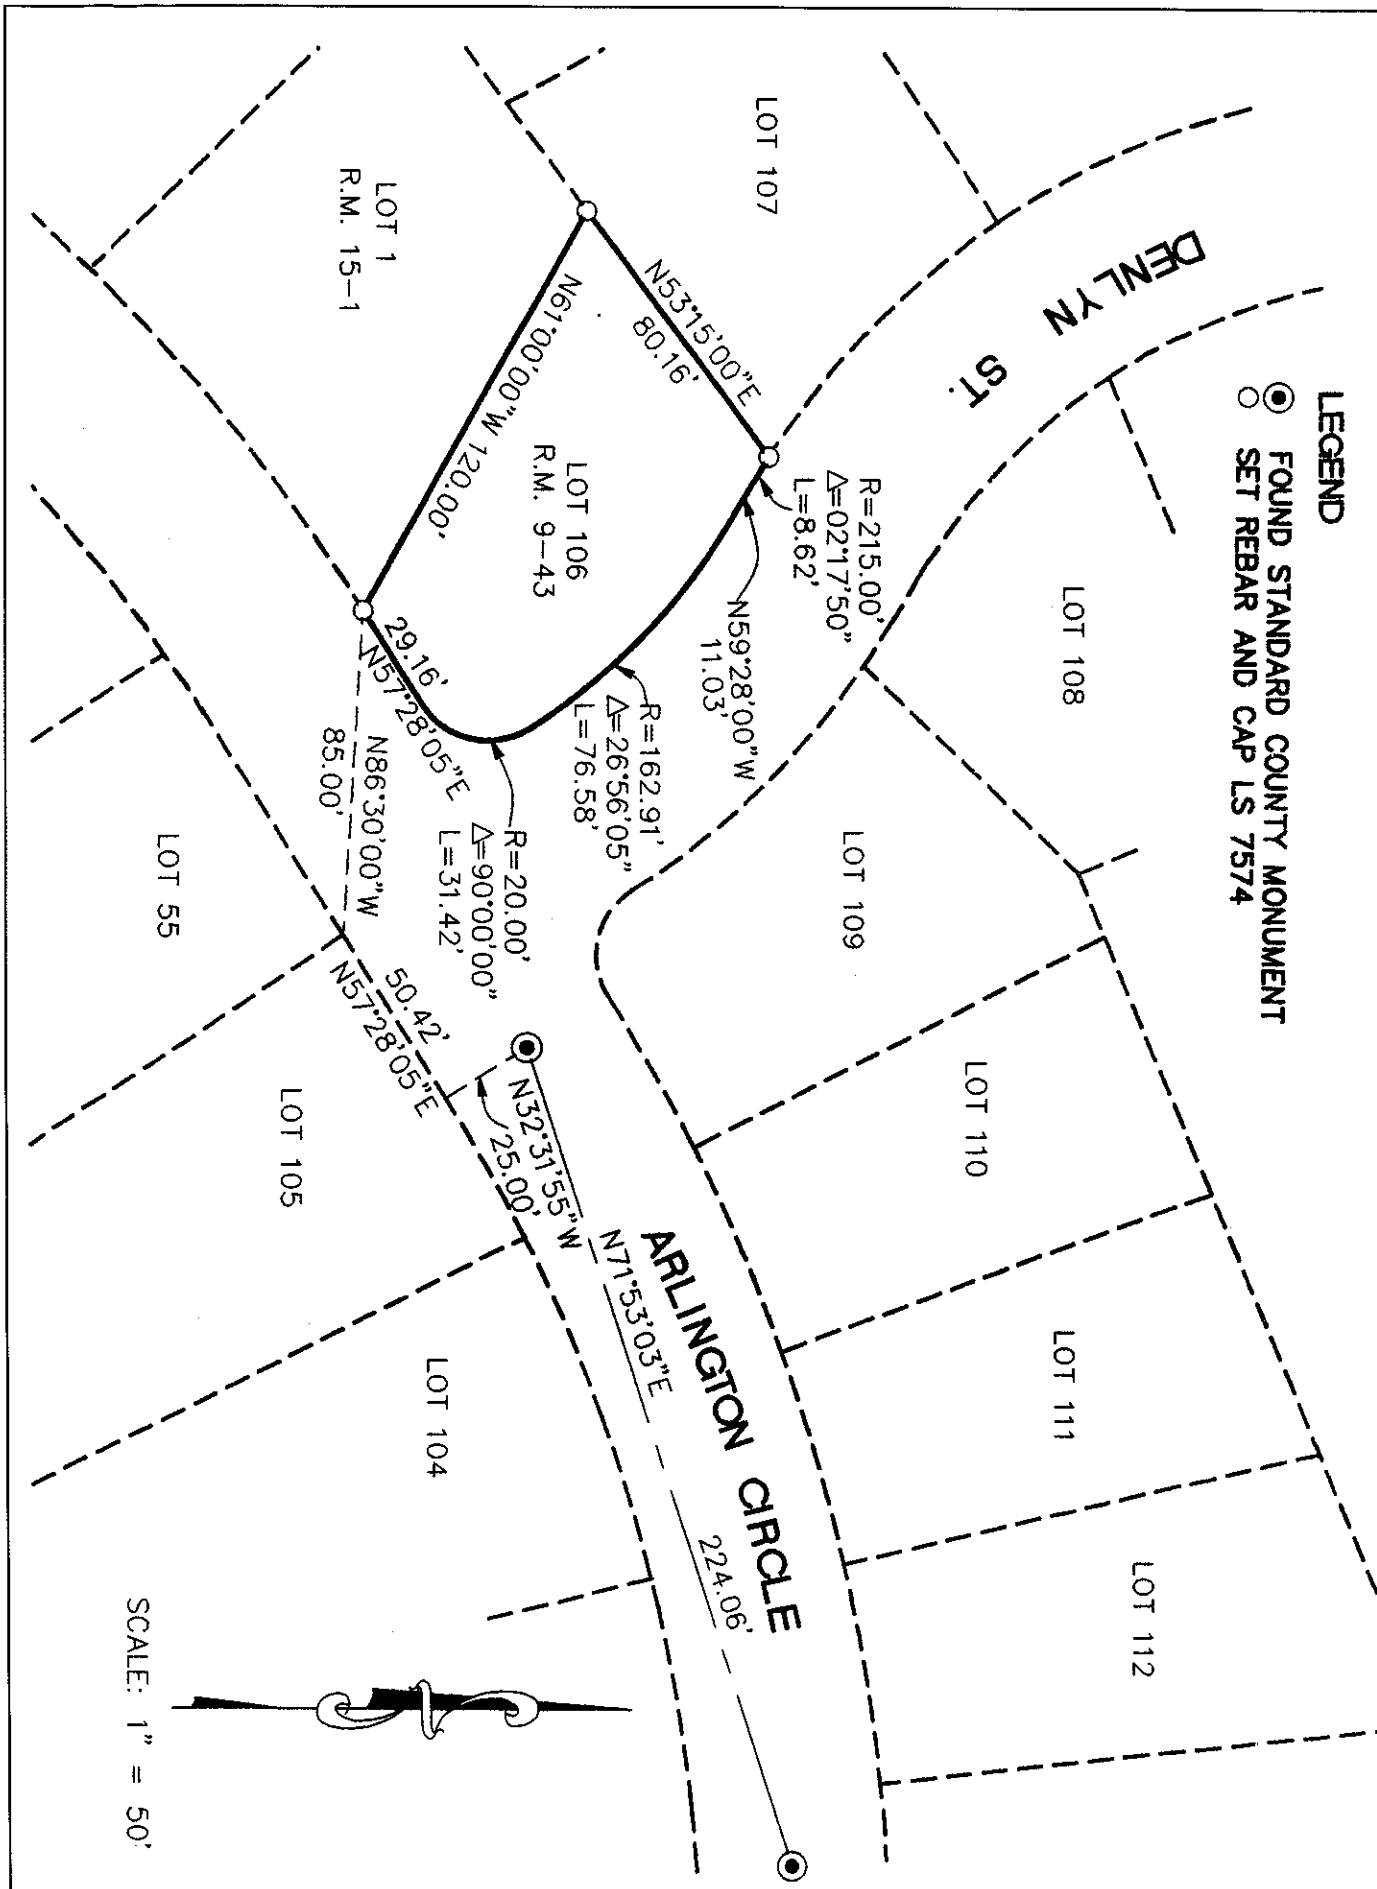 LEGEND
FOUND STANDARD COUNTY MONUMENT
SET REBAR AND CAP LS 7574
DENLYN ST.
LOT 107
LOT 108
LOT 109
LOT 110
LOT 111
LOT 112
LOT 1
R.M. 15-1
N53°15'00"E
80.16'
R=215.00'
Δ=02°17'50"
L=8.62'
N59°28'00"W
11.03'
LOT 106
R.M. 9-43
N61°00'00"W 120.00'
R=162.91'
Δ=26°56'05"
L=76.58'
R=20.00'
Δ=90°00'00"
L=31.42'
29.16'
N57°28'05"E
N86°30'00"W
85.00'
50.42'
N57°28'05"E
N32°31'55"W
25.00'
N71°53'03"E
224.06'
ARLINGTON CIRCLE
LOT 55
LOT 105
LOT 104
SCALE: 1" = 50'